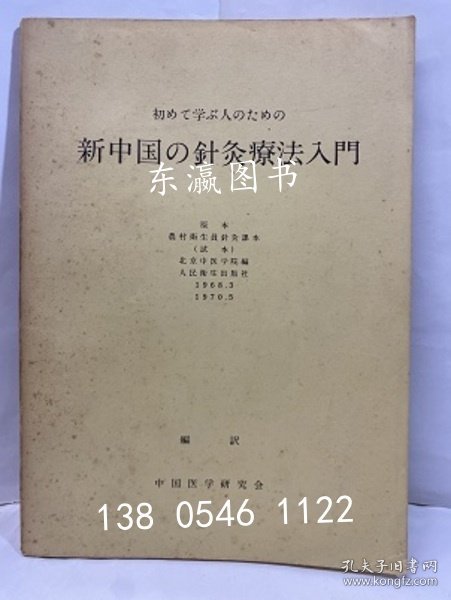 初めて学ぶ人のための
新中国の針灸療法入門
东瀛图书
原本
農村衛生員針灸課本
(試本)
北京中医学院編
人民衛生出版社
1968.3
1970.5
編訳
中国医学研究会
138 0546 1122
孔夫子旧书网
www.kongfz.com